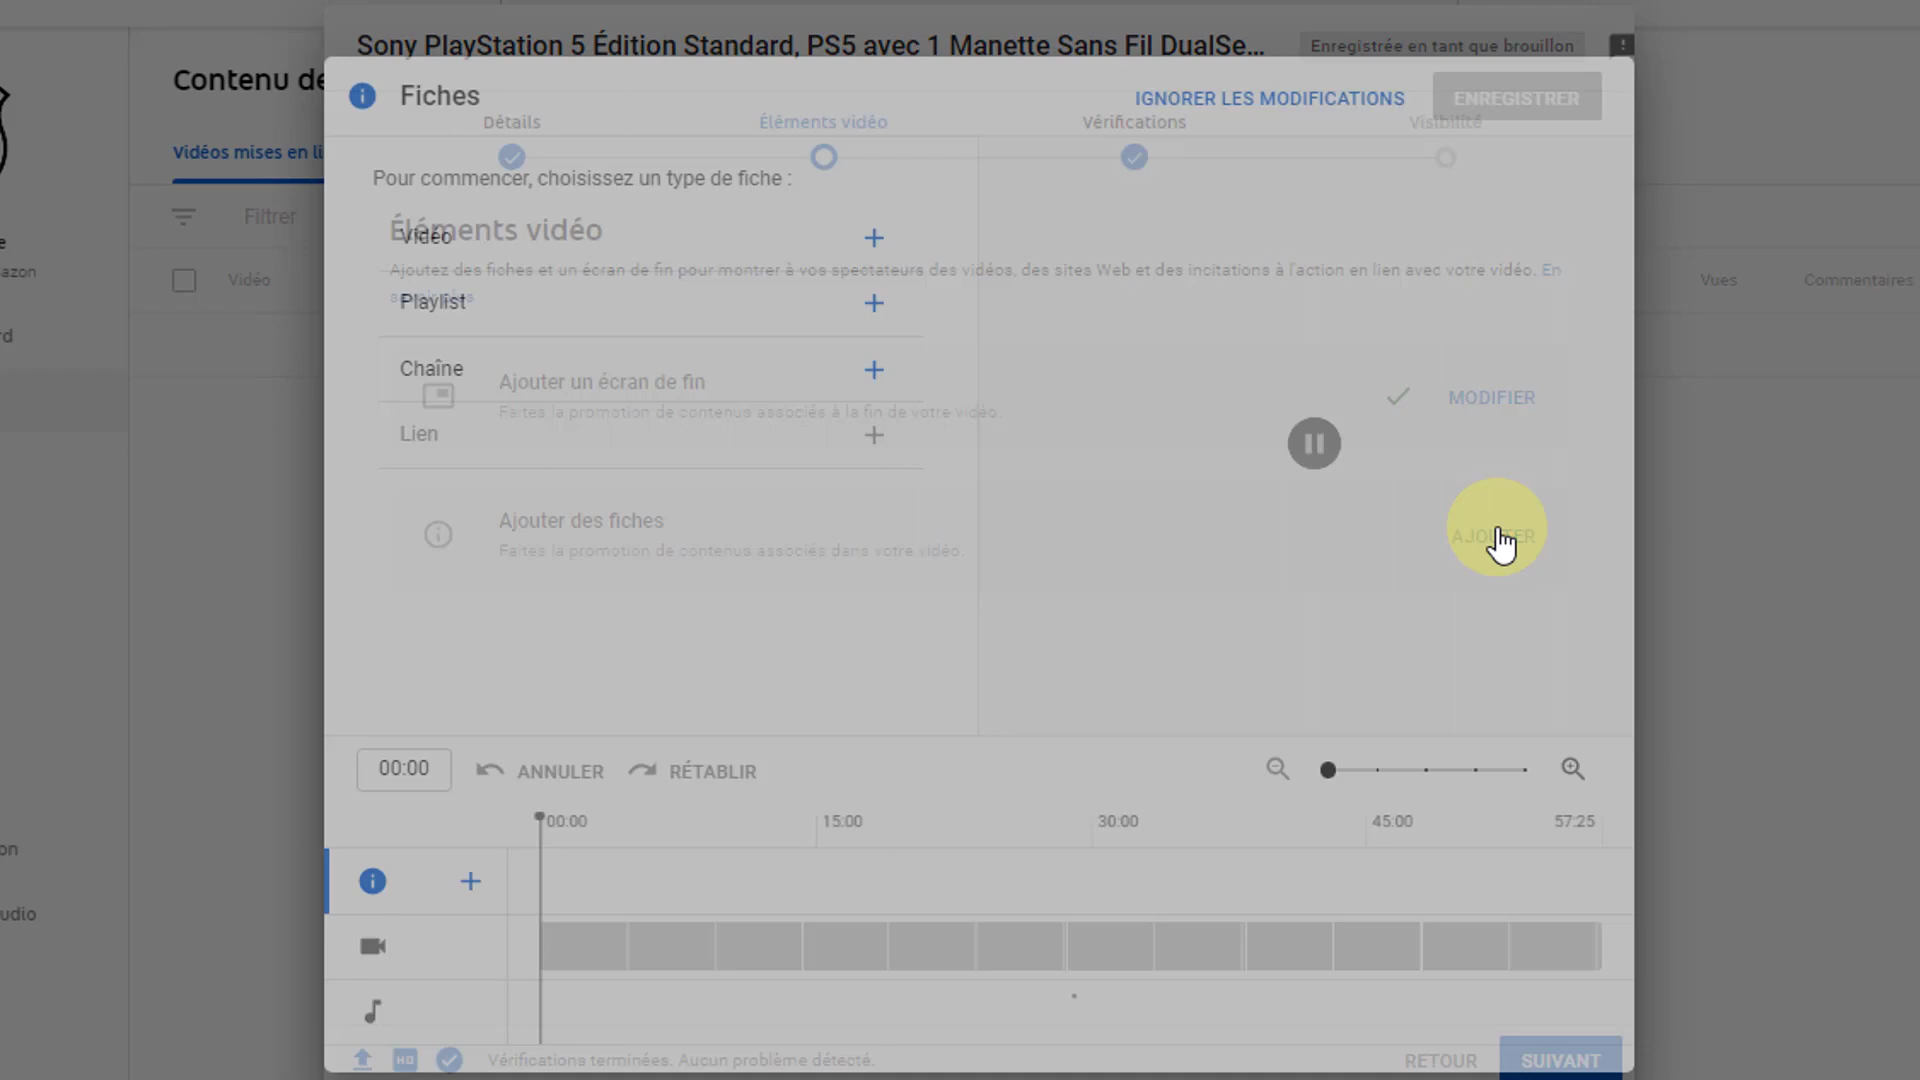 Sony PlayStation 5 Édition Standard, PS5 avec 1 Manette Sans Fil DualSe...
Enregistrée en tant que brouillon
Contenu de
Fiches
IGNORER LES MODIFICATIONS
ENREGISTRER
Détails
Éléments vidéo
Vérifications
Visibilité
Vidéos mises en li
Pour commencer, choisissez un type de fiche :
Filtrer
Éléments vidéo
Vidéo
Ajoutez des fiches et un écran de fin pour montrer à vos spectateurs des vidéos, des sites Web et des incitations à l'action en lien avec votre vidéo. En
savoir plus
azon
Vidéo
Vues
Commentaires
Playlist
rd
Chaîne
Ajouter un écran de fin
Faites la promotion de contenus associés à la fin de votre vidéo.
MODIFIER
Lien
Ajouter des fiches
Faites la promotion de contenus associés dans votre vidéo.
AJOUTER
00:00
ANNULER
RÉTABLIR
00:00
15:00
30:00
45:00
57:25
on
udio
HD
Vérifications terminées. Aucun problème détecté.
RETOUR
SUIVANT